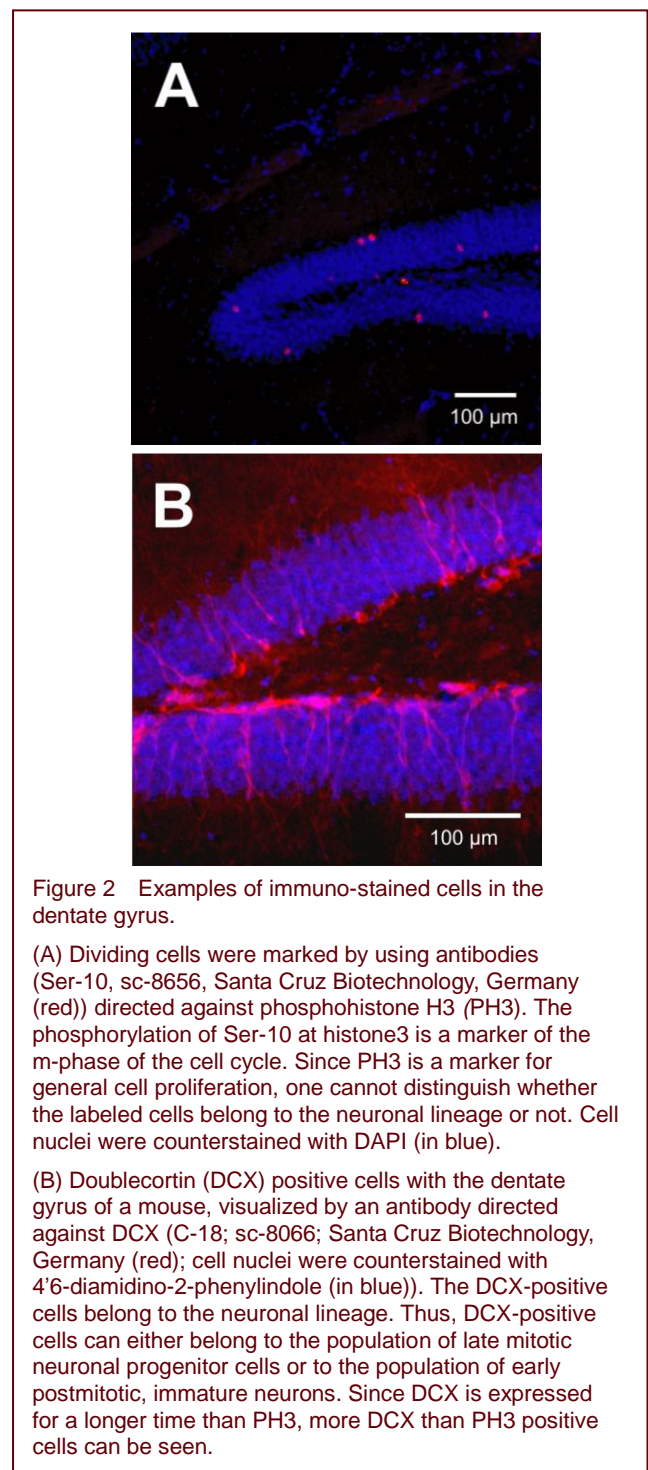 A
100 µm
B
100 µm
Figure 2 Examples of immuno-stained cells in the
dentate gyrus.
(A) Dividing cells were marked by using antibodies
(Ser-10, sc-8656, Santa Cruz Biotechnology, Germany
(red)) directed against phosphohistone H3 (PH3). The
phosphorylation of Ser-10 at histone3 is a marker of the
m-phase of the cell cycle. Since PH3 is a marker for
general cell proliferation, one cannot distinguish whether
the labeled cells belong to the neuronal lineage or not. Cell
nuclei were counterstained with DAPI (in blue).
(B) Doublecortin (DCX) positive cells with the dentate
gyrus of a mouse, visualized by an antibody directed
against DCX (C-18; sc-8066; Santa Cruz Biotechnology,
Germany (red); cell nuclei were counterstained with
4'6-diamidino-2-phenylindole (in blue)). The DCX-positive
cells belong to the neuronal lineage. Thus, DCX-positive
cells can either belong to the population of late mitotic
neuronal progenitor cells or to the population of early
postmitotic, immature neurons. Since DCX is expressed
for a longer time than PH3, more DCX than PH3 positive
cells can be seen.